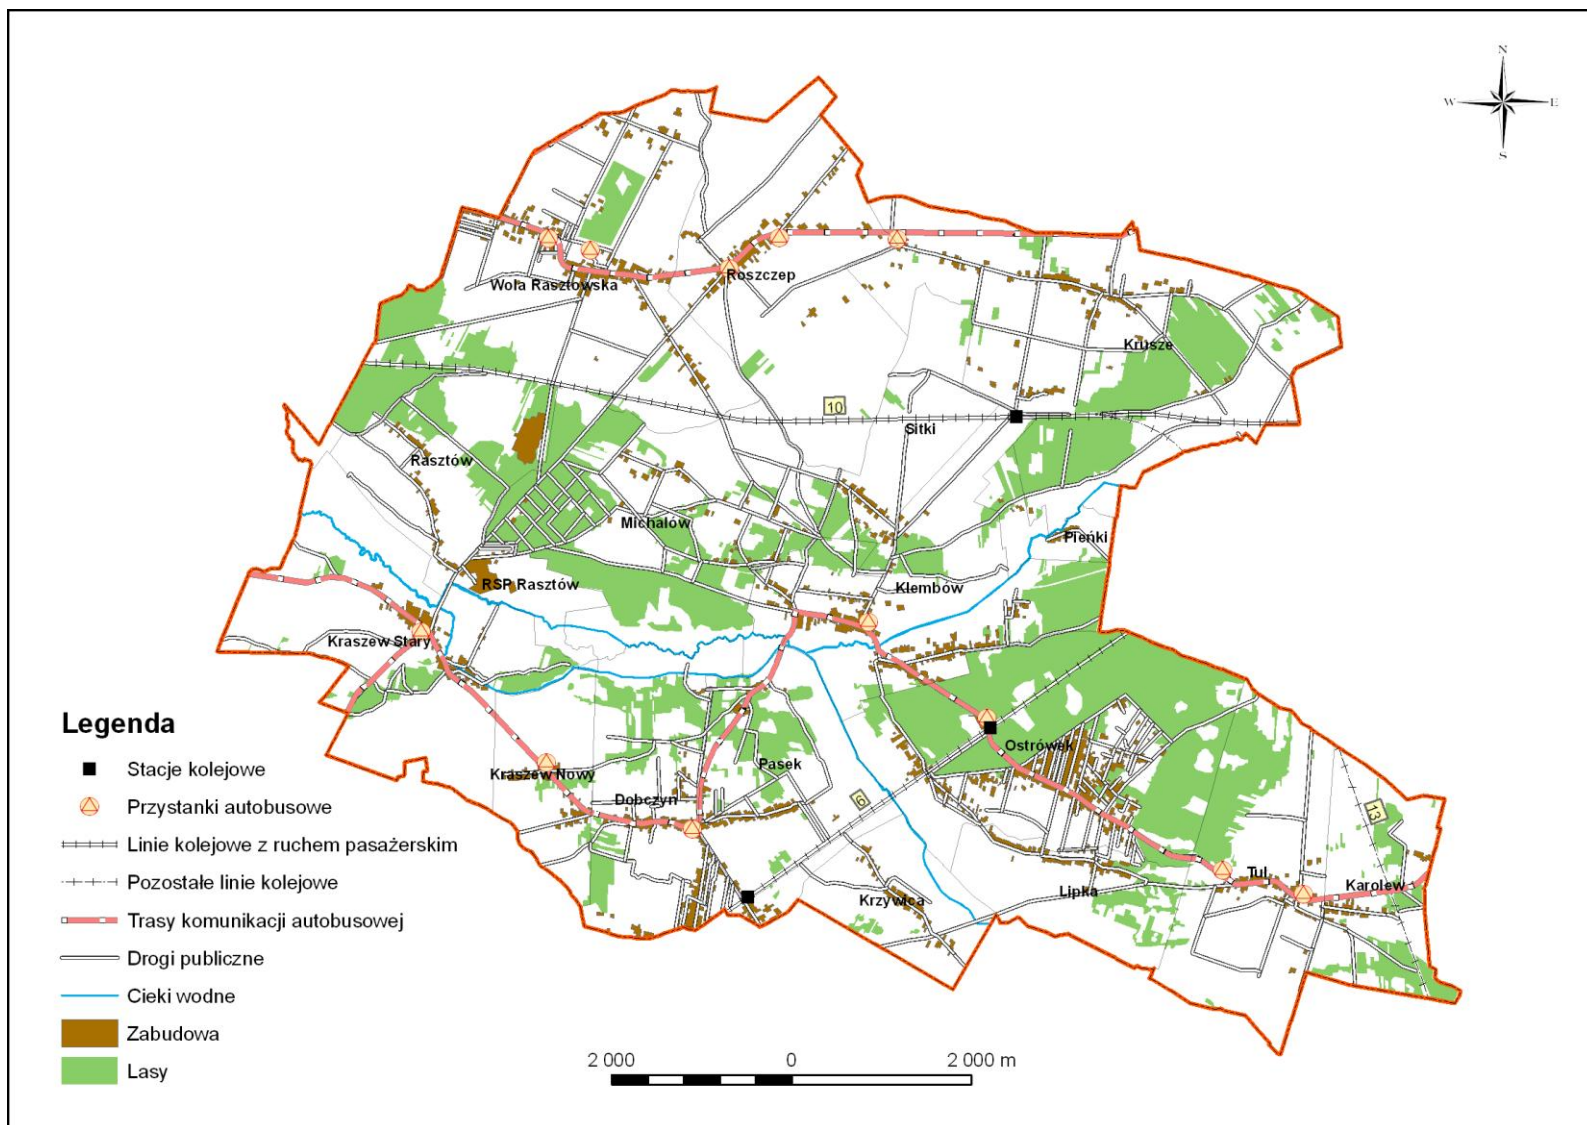 N
W E
S
Roszczep
Wola Rasztowska
Krusze
10
Sitki
Rasztów
Michałów
Pieńki
RSP Rasztów
Klembów
Kraszew Stary
Legenda
Stacje kolejowe
Przystanki autobusowe
Linie kolejowe z ruchem pasażerskim
Pozostałe linie kolejowe
Trasy komunikacji autobusowej
Drogi publiczne
Cieki wodne
Zabudowa
Lasy
Ostrówek
Pasek
Kraszew Nowy
Dobczyn
6
13
Tul
Karolew
Lipka
Krzywica
2 000 0 2 000 m